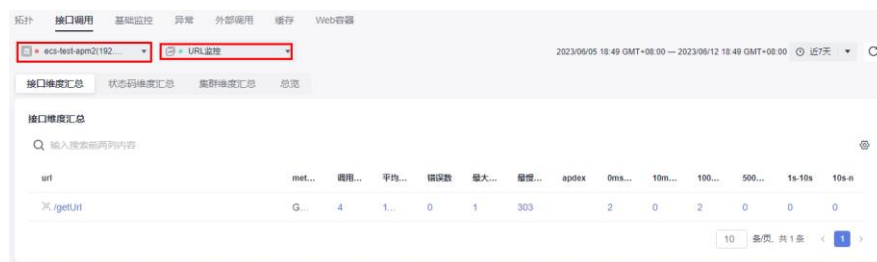 拓扑 接口调用 基础监控 异常 外部调用 缓存 Web容器
ecs-test-apm2(192.... URL监控 2023/06/05 18:49 GMT+08:00 — 2023/06/12 18:49 GMT+08:00 近7天
接口维度汇总 状态码维度汇总 集群维度汇总 总览
接口维度汇总
输入搜索前两列内容
url met... 调用... 平均... 错误数 最大... 最慢... apdex 0ms... 10m... 100... 500... 1s-10s 10s-n
/getUrl G... 4 1... 0 1 303 2 0 2 0 0 0
10 条/页, 共 1 条 < 1 >